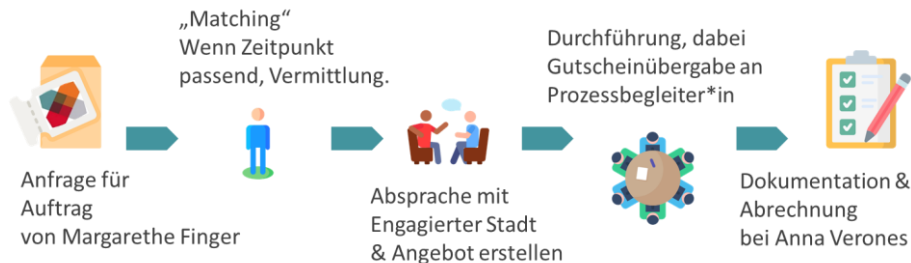 Anfrage für
Auftrag
von Margarethe Finger
„Matching“
Wenn Zeitpunkt
passend, Vermittlung.
Absprache mit
Engagierter Stadt
& Angebot erstellen
Durchführung, dabei
Gutscheinübergabe an
Prozessbegleiter*in
Dokumentation &
Abrechnung
bei Anna Verones